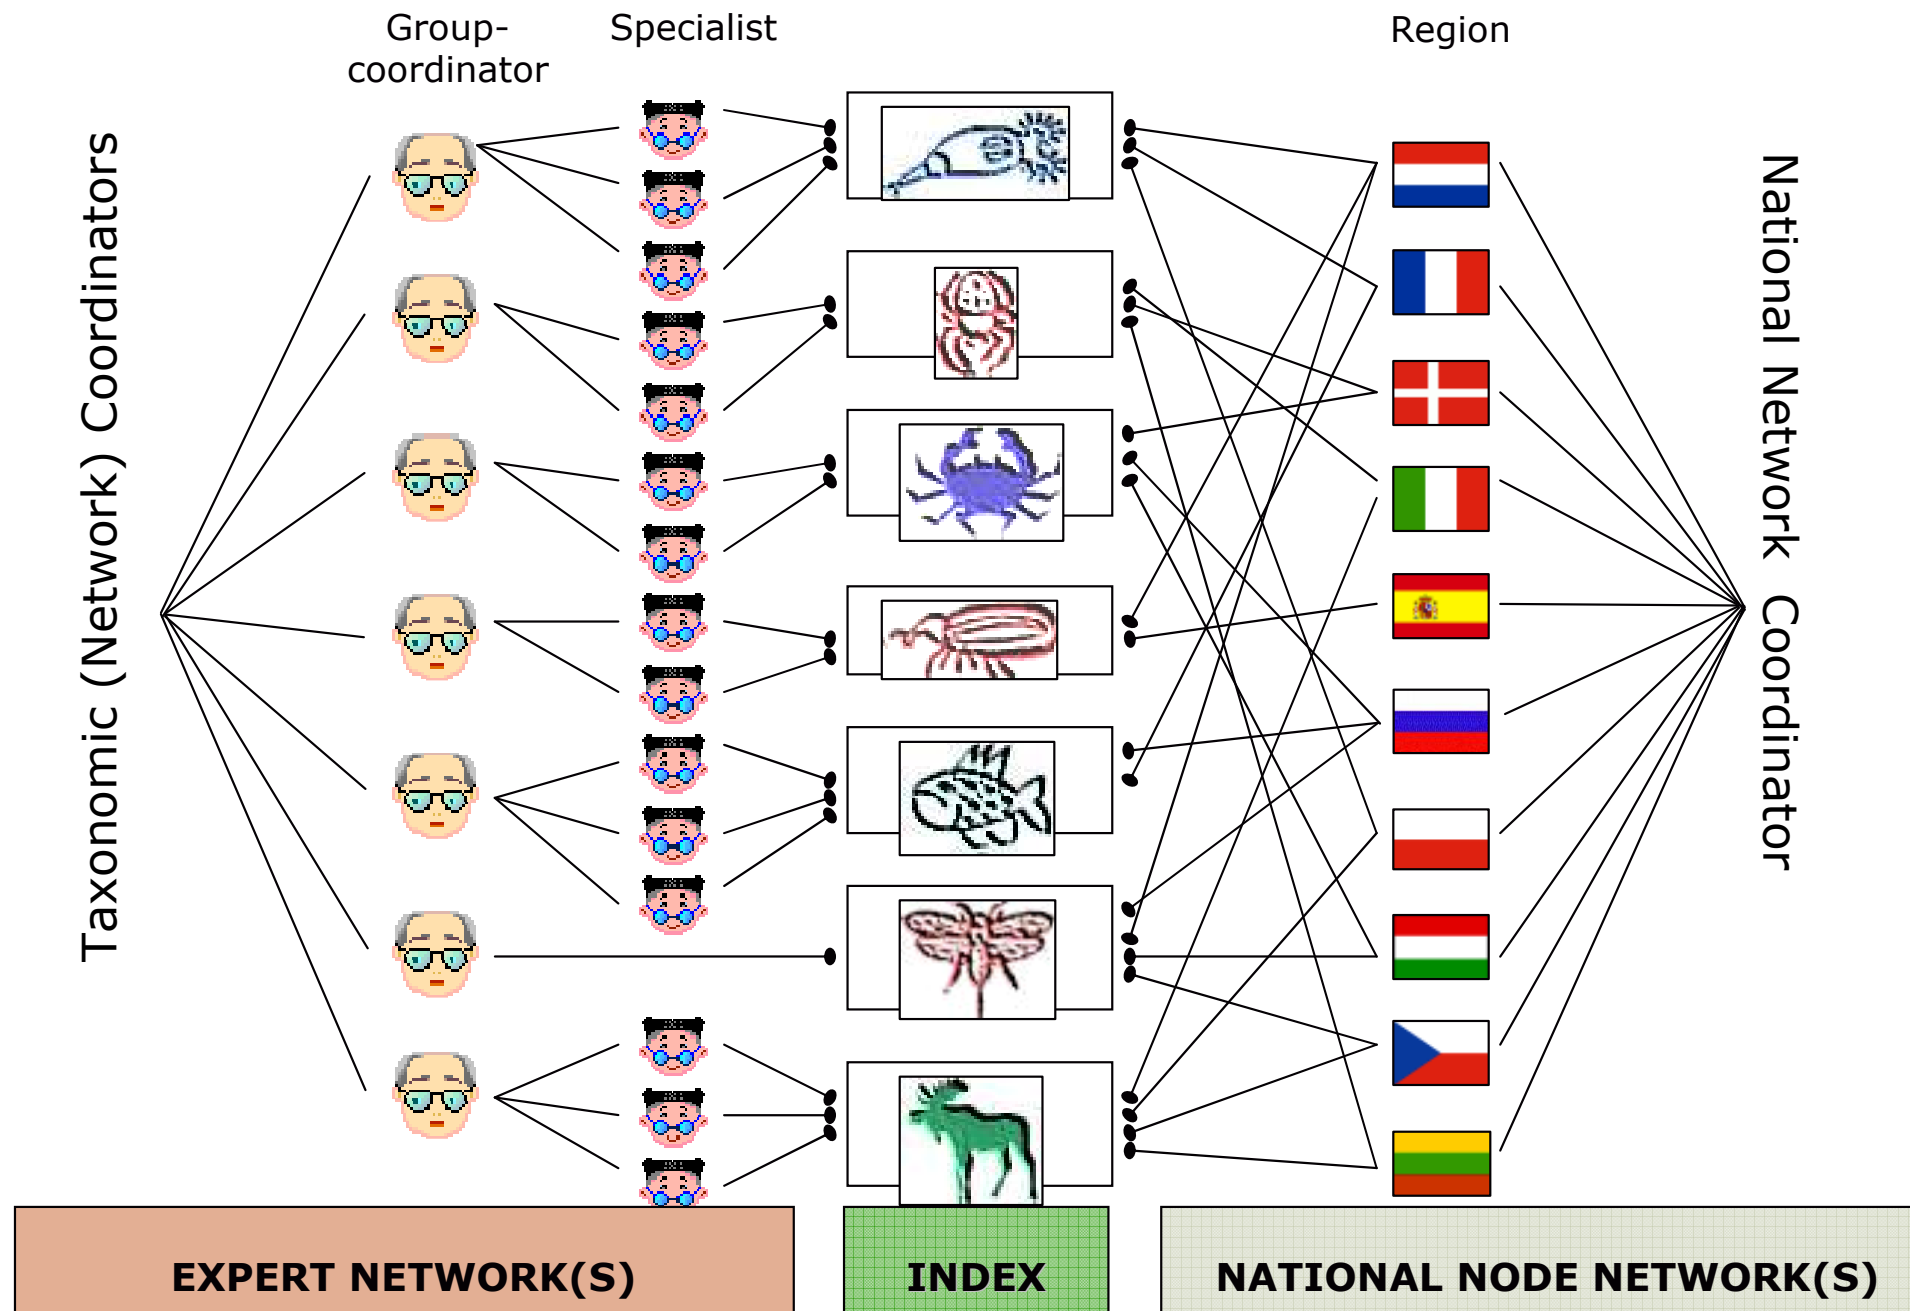 Group-
coordinator
Specialist
Region
Taxonomic (Network) Coordinators
National Network Coordinator
EXPERT NETWORK(S)
INDEX
NATIONAL NODE NETWORK(S)